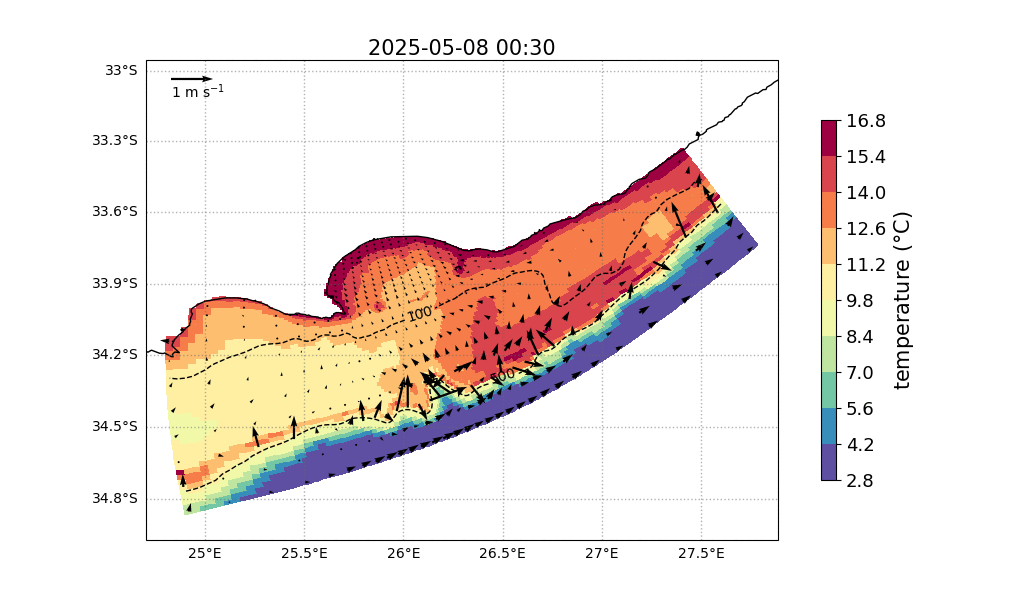 2025-05-08 00:30
1 m s⁻¹
33°S
33.3°S
33.6°S
33.9°S
34.2°S
34.5°S
34.8°S
25°E
25.5°E
26°E
26.5°E
27°E
27.5°E
100
500
16.8
15.4
14.0
12.6
11.2
9.8
8.4
7.0
5.6
4.2
2.8
temperature (°C)